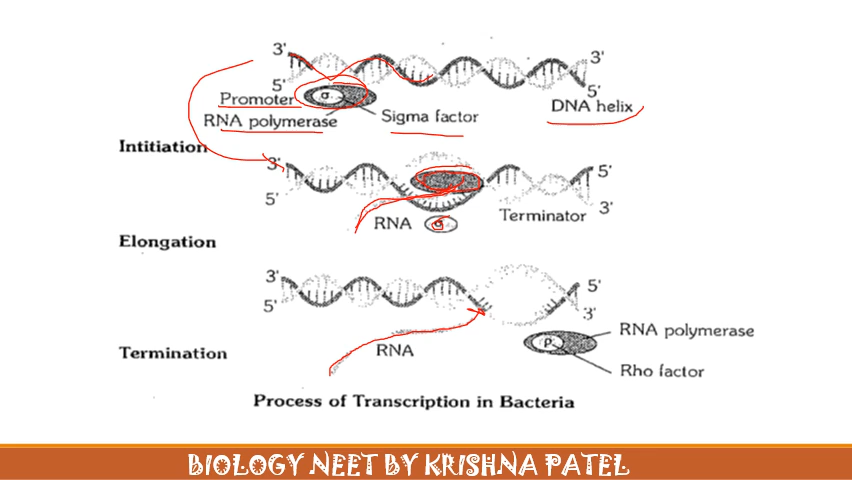 3' 3'
5' 5'
Promoter σ DNA helix
RNA polymerase Sigma factor
Intitiation
3' 5'
5' 3'
RNA σ Terminator
Elongation
3' 5'
5' 3'
RNA polymerase
ρ
Termination RNA
Rho factor
Process of Transcription in Bacteria
BIOLOGY NEET BY KRISHNA PATEL